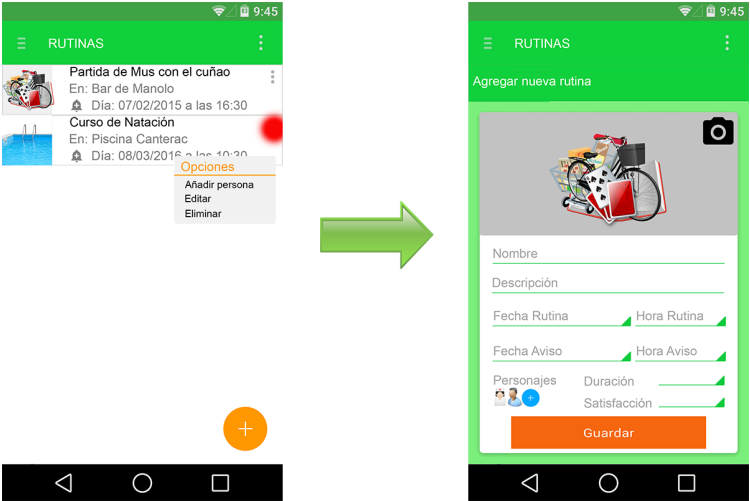 9:45
RUTINAS
Partida de Mus con el cuñao
En: Bar de Manolo
Día: 07/02/2015 a las 16:30
Curso de Natación
En: Piscina Canterac
Día: 08/03/2016 a las 10:30
Opciones
Añadir persona
Editar
Eliminar
9:45
RUTINAS
Agregar nueva rutina
Nombre
Descripción
Fecha Rutina Hora Rutina
Fecha Aviso Hora Aviso
Personajes Duración
Satisfacción
Guardar